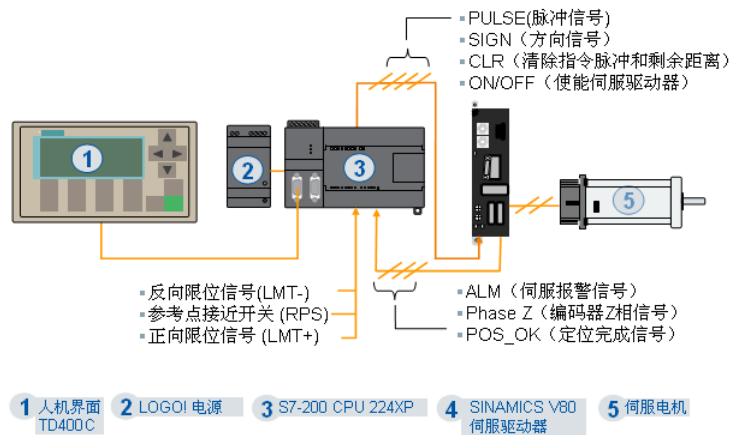 ▪PULSE(脉冲信号)
▪SIGN（方向信号）
▪CLR（清除指令脉冲和剩余距离）
▪ON/OFF（使能伺服驱动器）
1
2
3
5
▪反向限位信号(LMT-)
▪参考点接近开关 (RPS)
▪正向限位信号 (LMT+)
▪ALM（伺服报警信号）
▪Phase Z（编码器Z相信号）
▪POS_OK（定位完成信号）
1 人机界面
TD400C
2 LOGO! 电源
3 S7-200 CPU 224XP
4 SINAMICS V80
伺服驱动器
5 伺服电机